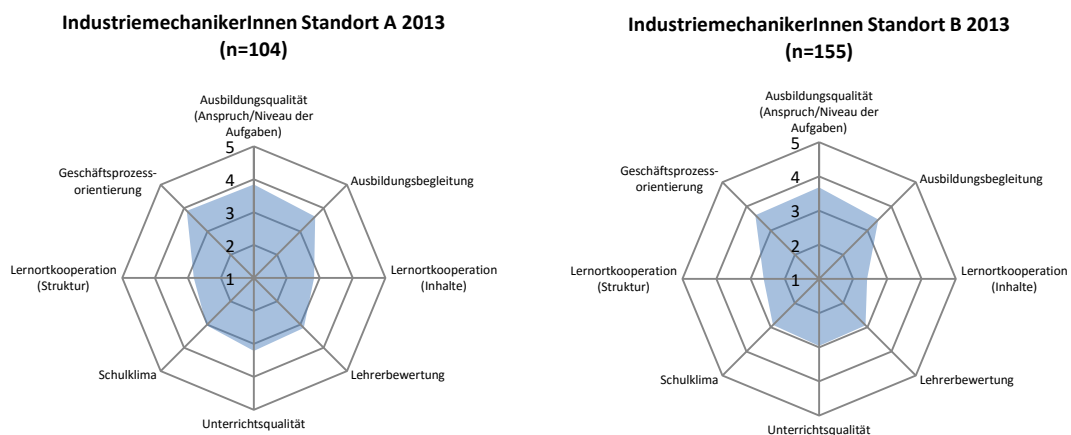 IndustriemechanikerInnen Standort A 2013
(n=104)
Ausbildungsqualität
(Anspruch/Niveau der
Aufgaben)
5
4
3
2
1
Ausbildungsbegleitung
Lernortkooperation
(Inhalte)
Lehrerbewertung
Unterrichtsqualität
Schulklima
Lernortkooperation
(Struktur)
Geschäftsprozess-
orientierung
IndustriemechanikerInnen Standort B 2013
(n=155)
Ausbildungsqualität
(Anspruch/Niveau der
Aufgaben)
5
4
3
2
1
Ausbildungsbegleitung
Lernortkooperation
(Inhalte)
Lehrerbewertung
Unterrichtsqualität
Schulklima
Lernortkooperation
(Struktur)
Geschäftsprozess-
orientierung